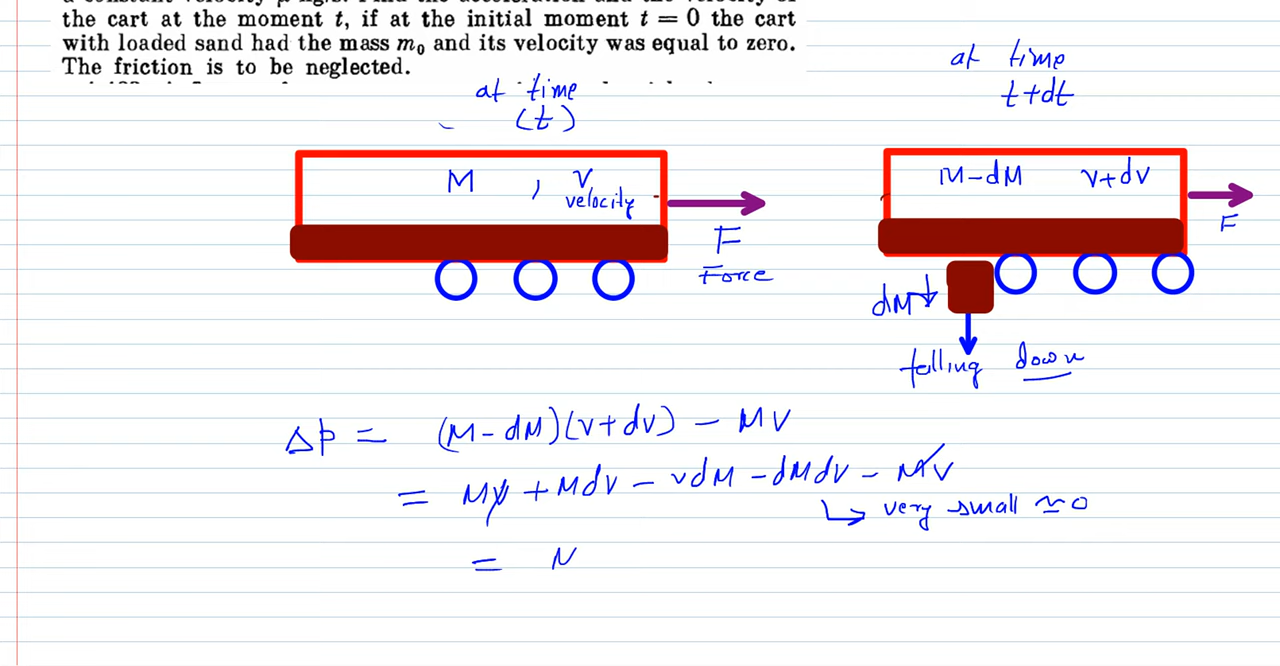 the cart at the moment t, if at the initial moment t = 0 the cart
with loaded sand had the mass m₀ and its velocity was equal to zero.
The friction is to be neglected.
at time
(t)
at time
t+dt
M , v
velocity
F
Force
M-dM v+dv
F
dM
falling down
Δp = (M-dM)(v+dv) - MV
= MV + Mdv - vdM - dMdv - MV
very small ≃ 0
=